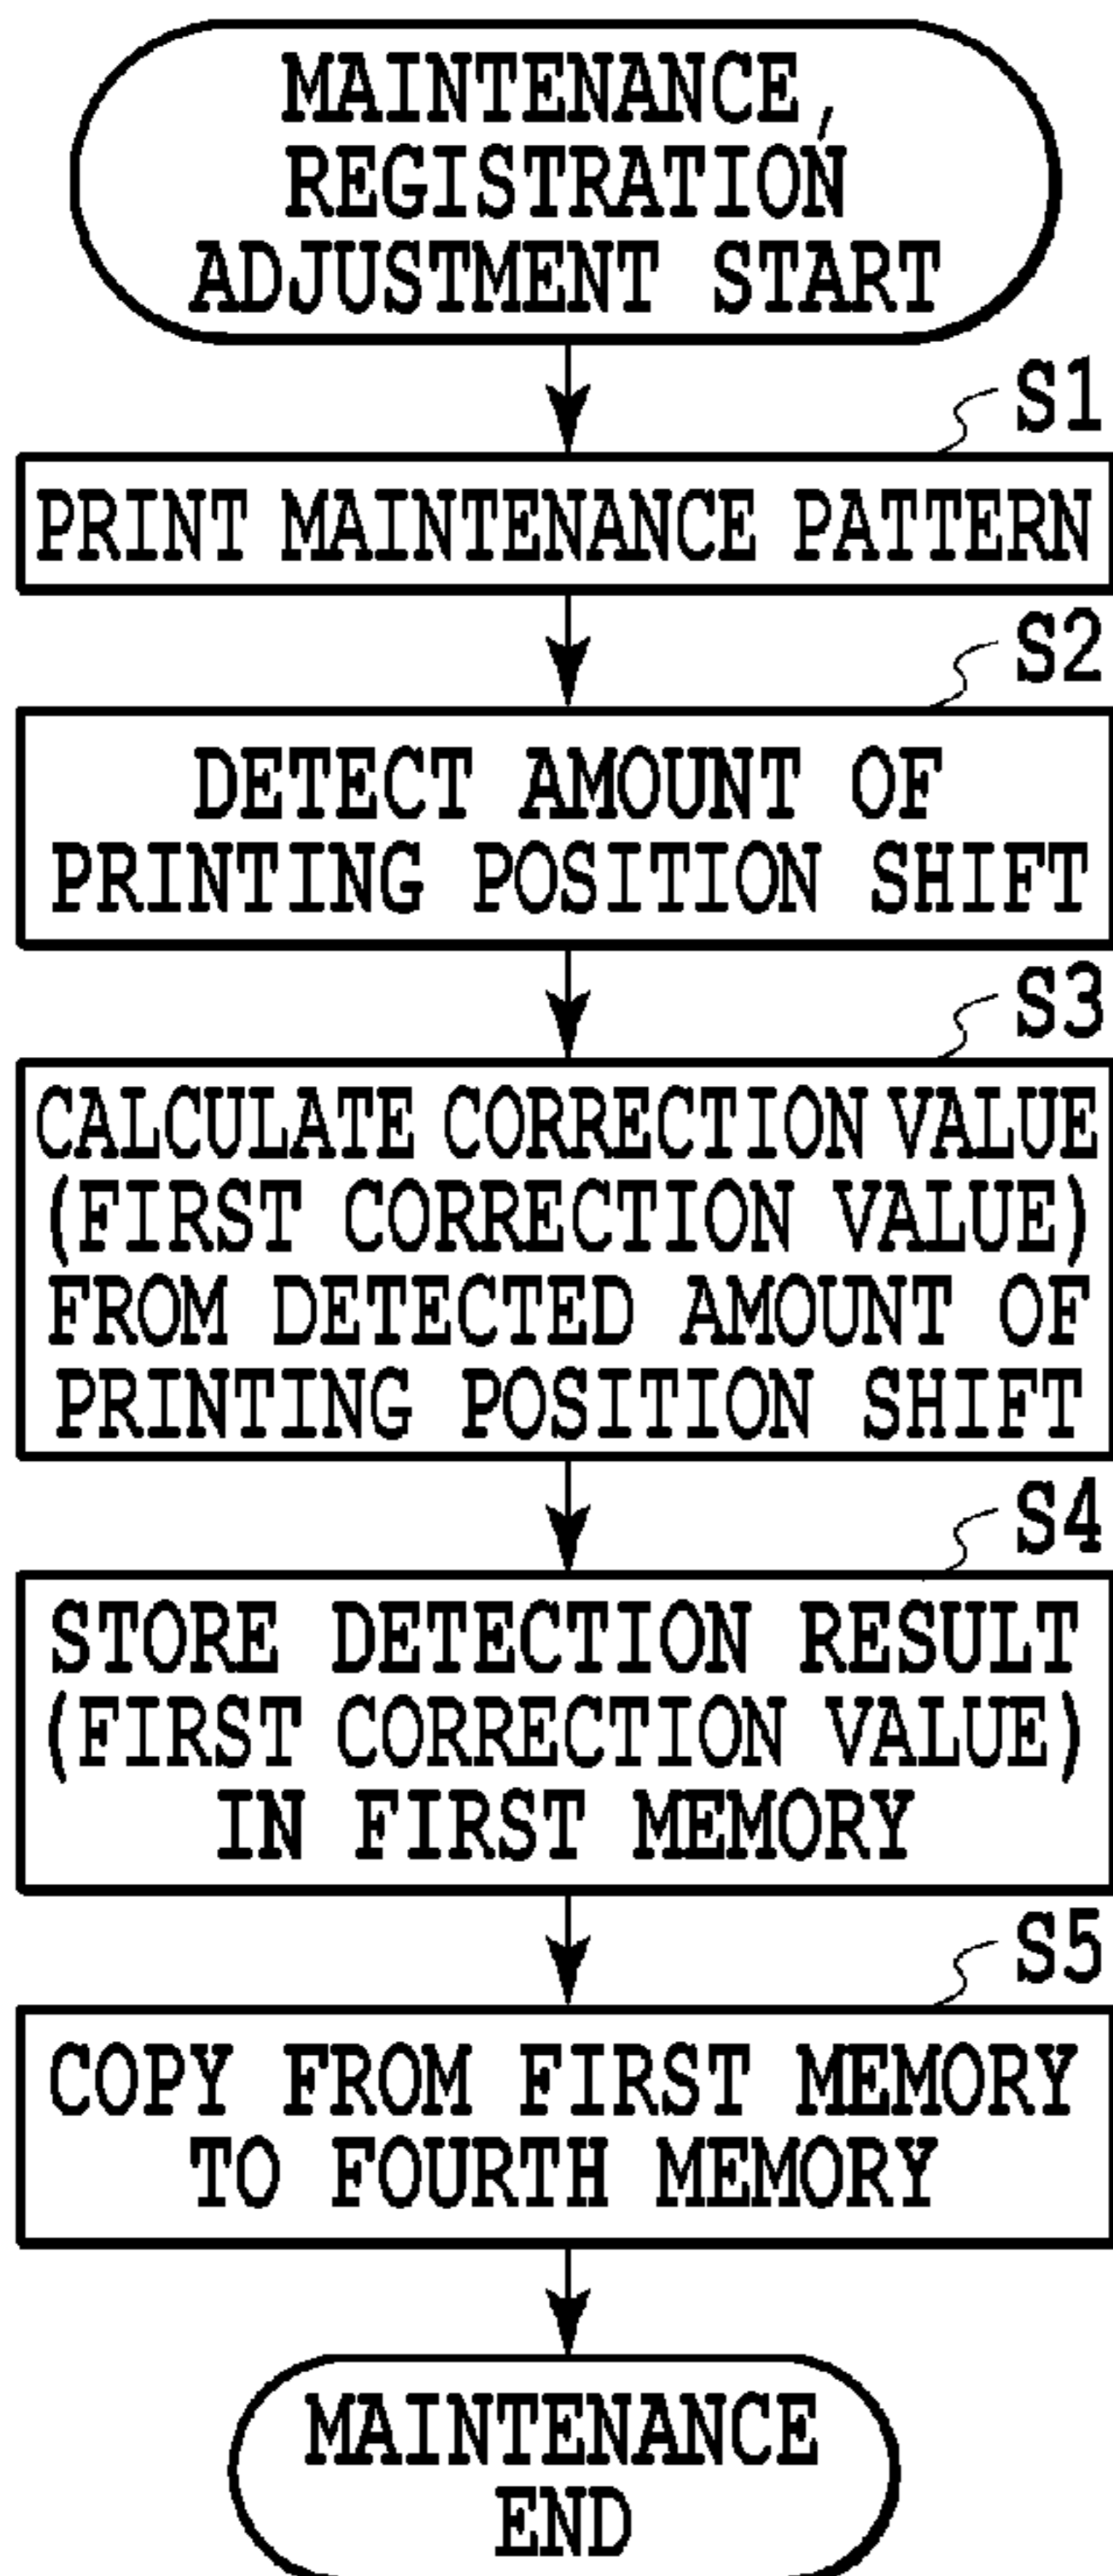 MAINTENANCE,
REGISTRATION
ADJUSTMENT START
S1
PRINT MAINTENANCE PATTERN
S2
DETECT AMOUNT OF
PRINTING POSITION SHIFT
S3
CALCULATE CORRECTION VALUE
(FIRST CORRECTION VALUE)
FROM DETECTED AMOUNT OF
PRINTING POSITION SHIFT
S4
STORE DETECTION RESULT
(FIRST CORRECTION VALUE)
IN FIRST MEMORY
S5
COPY FROM FIRST MEMORY
TO FOURTH MEMORY
MAINTENANCE
END